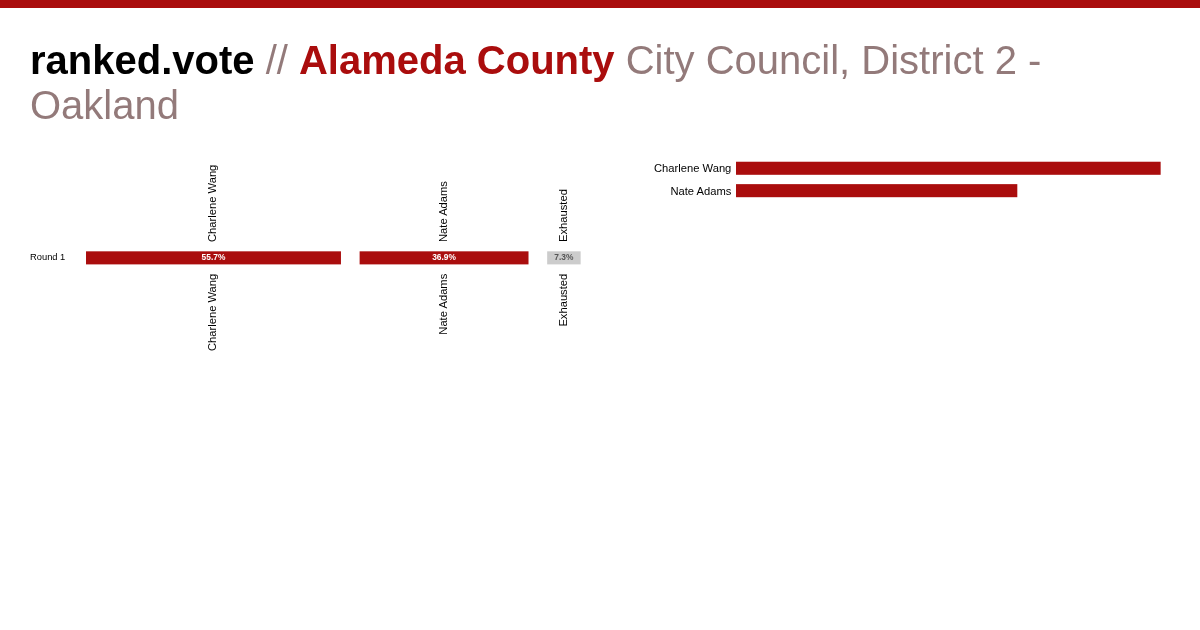 ranked.vote // Alameda County City Council, District 2 -
Oakland
Charlene Wang
Nate Adams
Exhausted
Round 1
55.7%
36.9%
7.3%
Charlene Wang
Nate Adams
Exhausted
Charlene Wang
Nate Adams